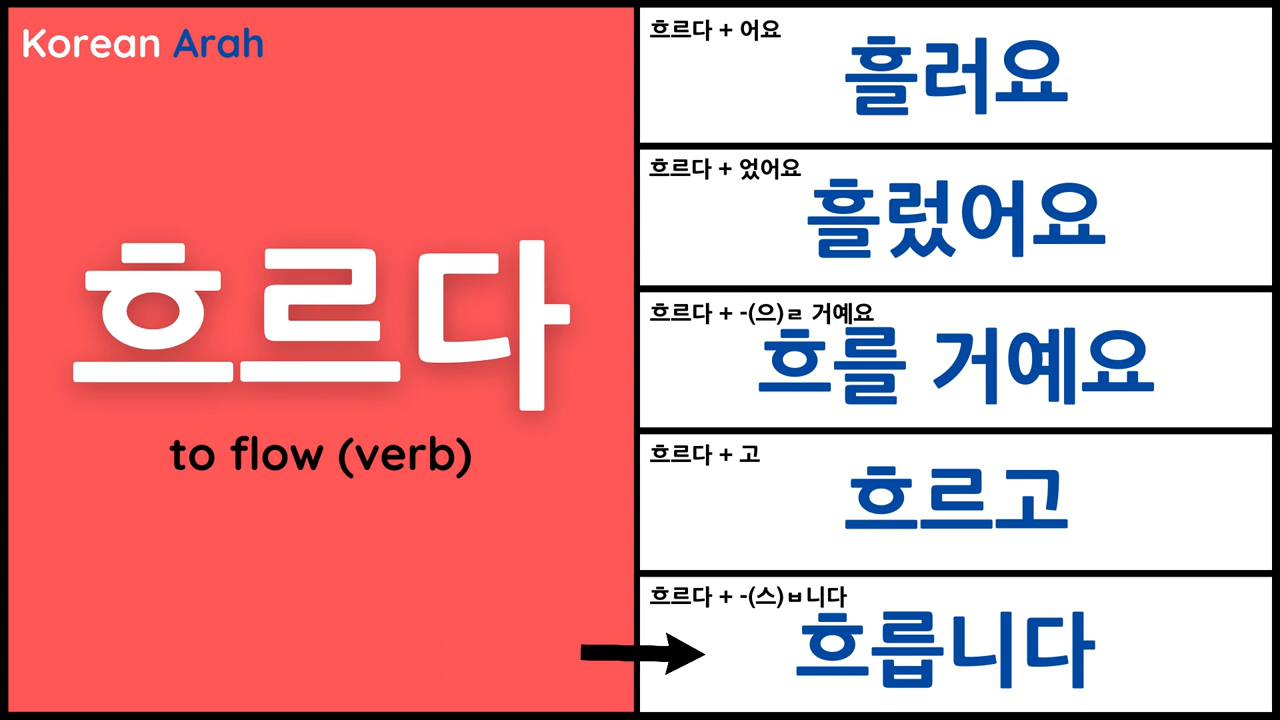 Korean Arah
흐르다
to flow (verb)
흐르다 + 어요
흘러요
흐르다 + 었어요
흘렀어요
흐르다 + -(으)ㄹ 거예요
흐를 거예요
흐르다 + 고
흐르고
흐르다 + -(스)ㅂ니다
흐릅니다